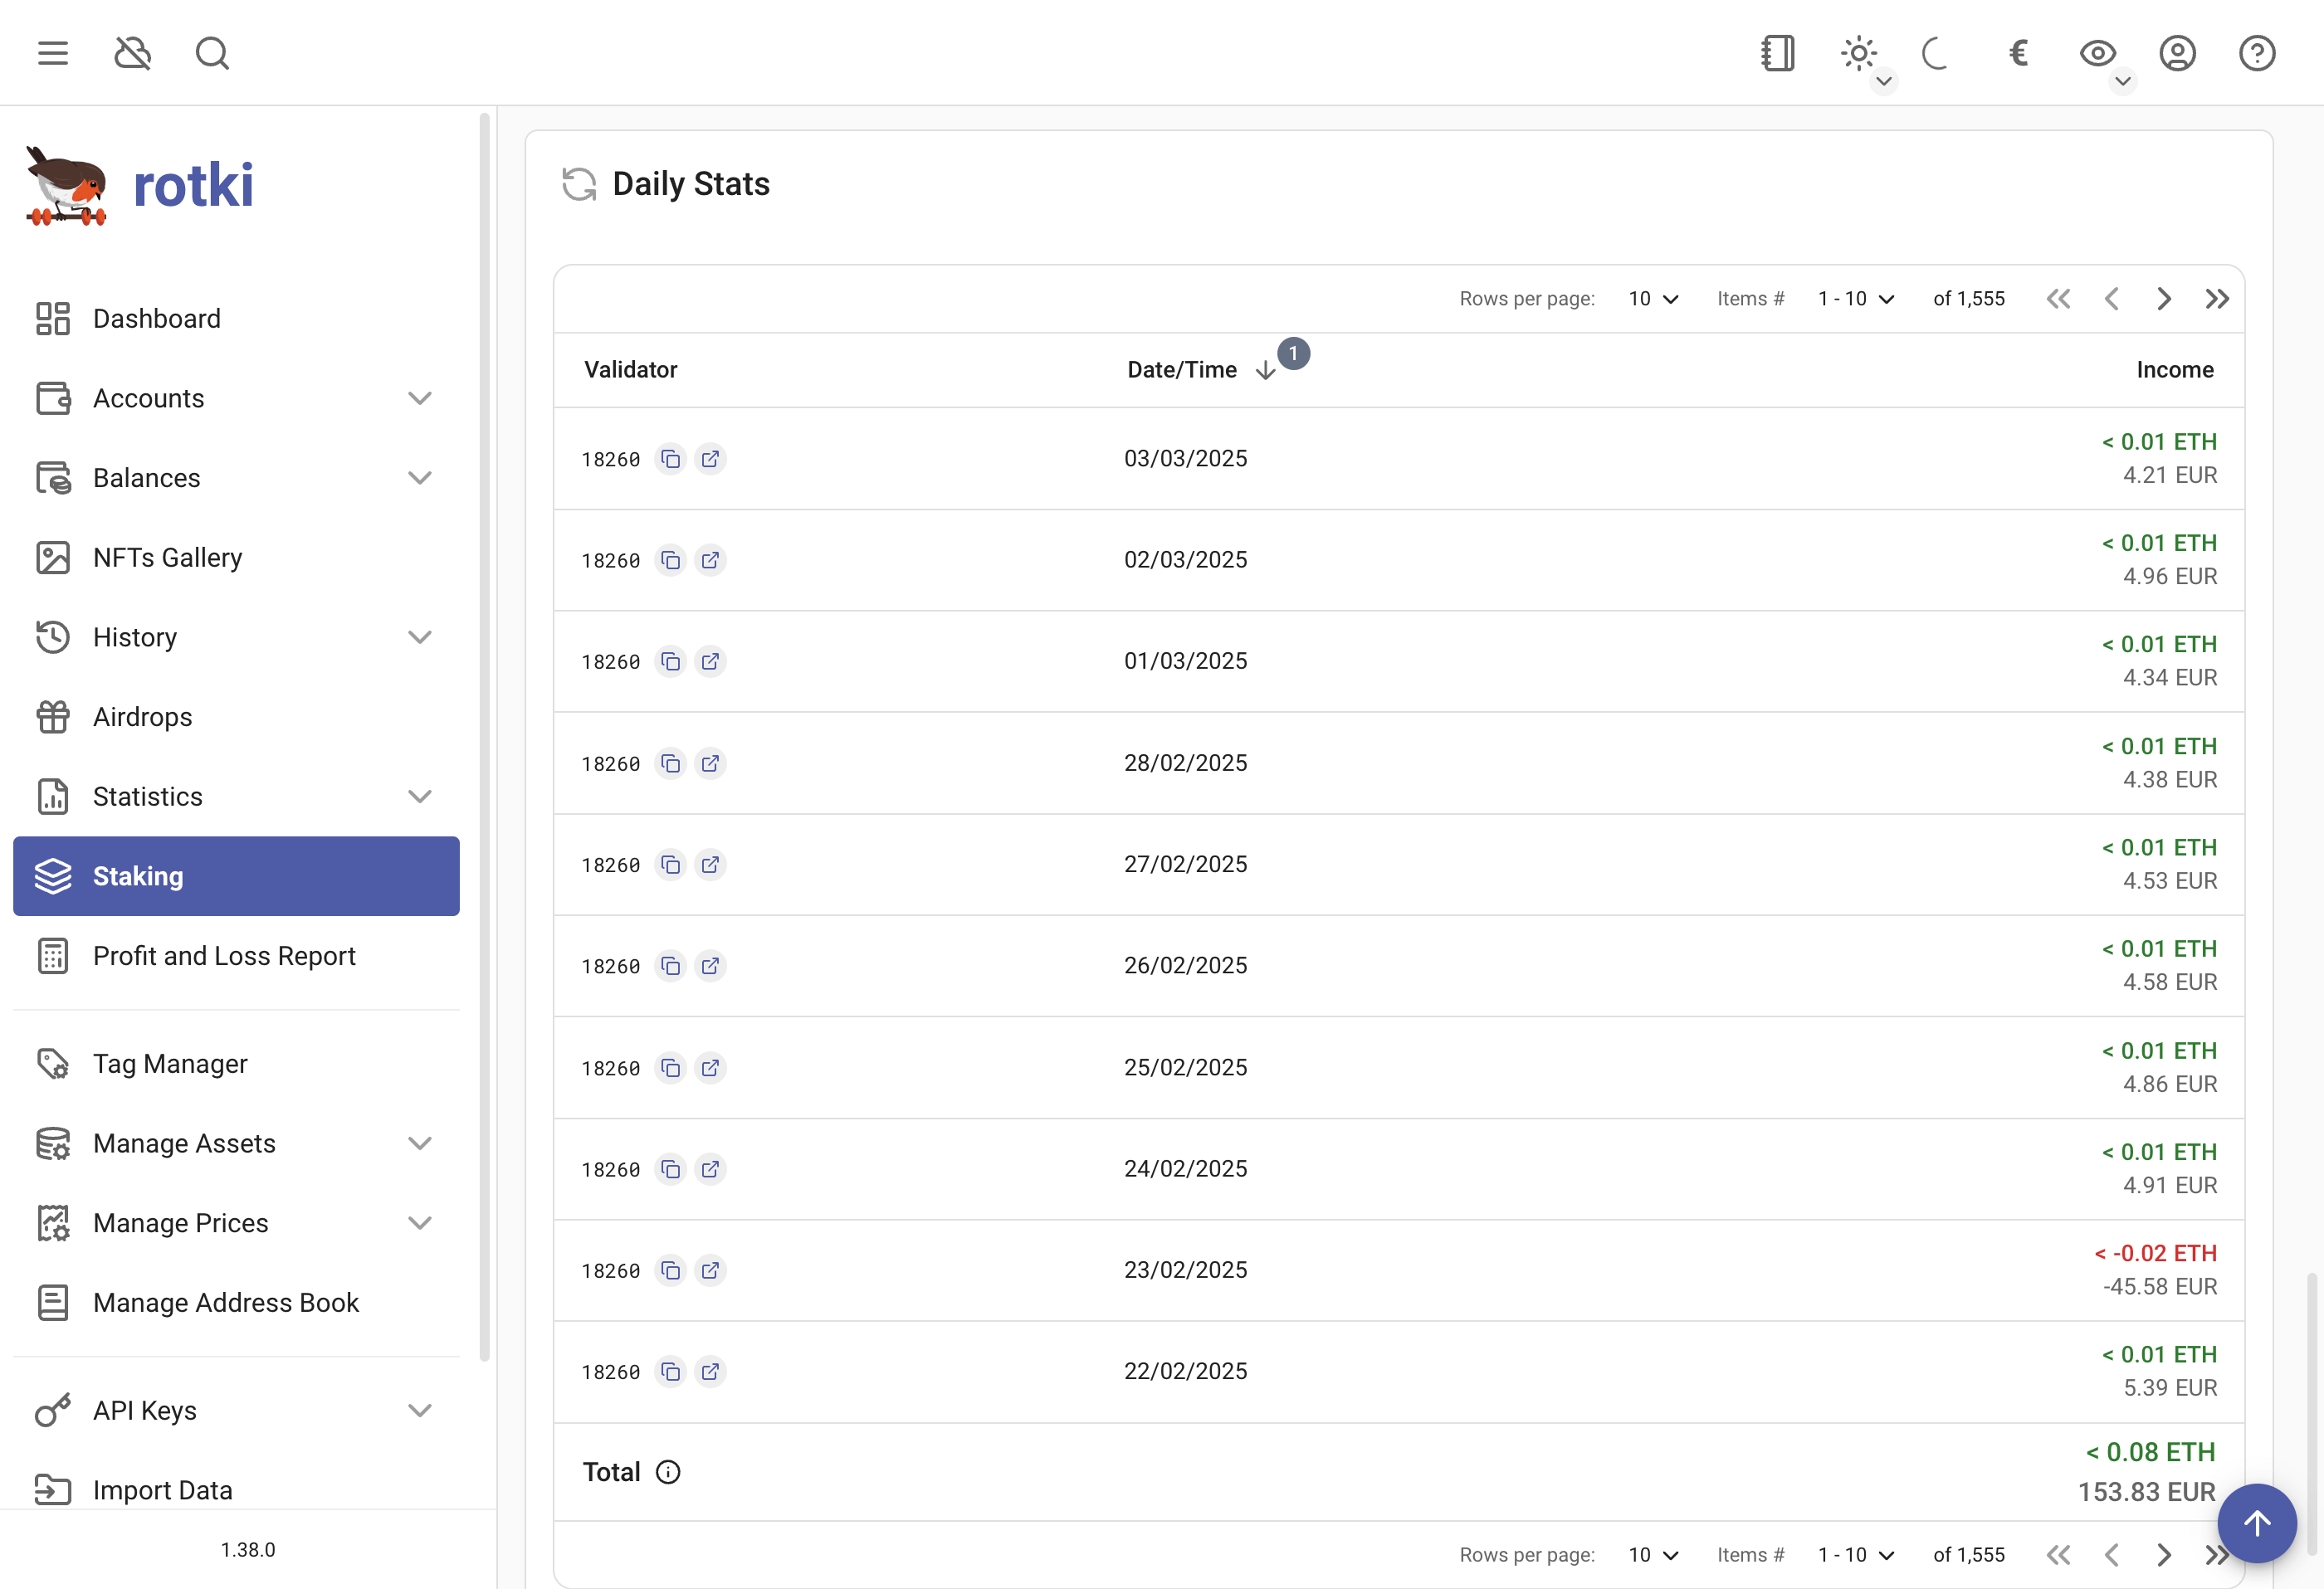 €
rotki
Dashboard
Accounts
Balances
NFTs Gallery
History
Airdrops
Statistics
Staking
Profit and Loss Report
Tag Manager
Manage Assets
Manage Prices
Manage Address Book
API Keys
Import Data
1.38.0
Daily Stats
Rows per page: 10 Items # 1 - 10 of 1,555
Validator Date/Time 1 Income
18260 03/03/2025 < 0.01 ETH
4.21 EUR
18260 02/03/2025 < 0.01 ETH
4.96 EUR
18260 01/03/2025 < 0.01 ETH
4.34 EUR
18260 28/02/2025 < 0.01 ETH
4.38 EUR
18260 27/02/2025 < 0.01 ETH
4.53 EUR
18260 26/02/2025 < 0.01 ETH
4.58 EUR
18260 25/02/2025 < 0.01 ETH
4.86 EUR
18260 24/02/2025 < 0.01 ETH
4.91 EUR
18260 23/02/2025 < -0.02 ETH
-45.58 EUR
18260 22/02/2025 < 0.01 ETH
5.39 EUR
Total < 0.08 ETH
153.83 EUR
Rows per page: 10 Items # 1 - 10 of 1,555